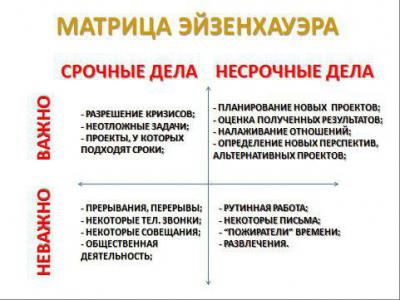 МАТРИЦА ЭЙЗЕНХАУЭРА
СРОЧНЫЕ ДЕЛА
НЕСРОЧНЫЕ ДЕЛА
ВАЖНО
- РАЗРЕШЕНИЕ КРИЗИСОВ;
- НЕОТЛОЖНЫЕ ЗАДАЧИ;
- ПРОЕКТЫ, У КОТОРЫХ
ПОДХОДЯТ СРОКИ;
- ПЛАНИРОВАНИЕ НОВЫХ ПРОЕКТОВ;
- ОЦЕНКА ПОЛУЧЕННЫХ РЕЗУЛЬТАТОВ;
- НАЛАЖИВАНИЕ ОТНОШЕНИЙ;
- ОПРЕДЕЛЕНИЕ НОВЫХ ПЕРСПЕКТИВ,
АЛЬТЕРНАТИВНЫХ ПРОЕКТОВ;
НЕВАЖНО
- ПРЕРЫВАНИЯ, ПЕРЕРЫВЫ;
- НЕКОТОРЫЕ ТЕЛ. ЗВОНКИ;
- НЕКОТОРЫЕ СОВЕЩАНИЯ;
- ОБЩЕСТВЕННАЯ
ДЕЯТЕЛЬНОСТЬ;
- РУТИННАЯ РАБОТА;
- НЕКОТОРЫЕ ПИСЬМА;
- "ПОЖИРАТЕЛИ" ВРЕМЕНИ;
- РАЗВЛЕЧЕНИЯ.